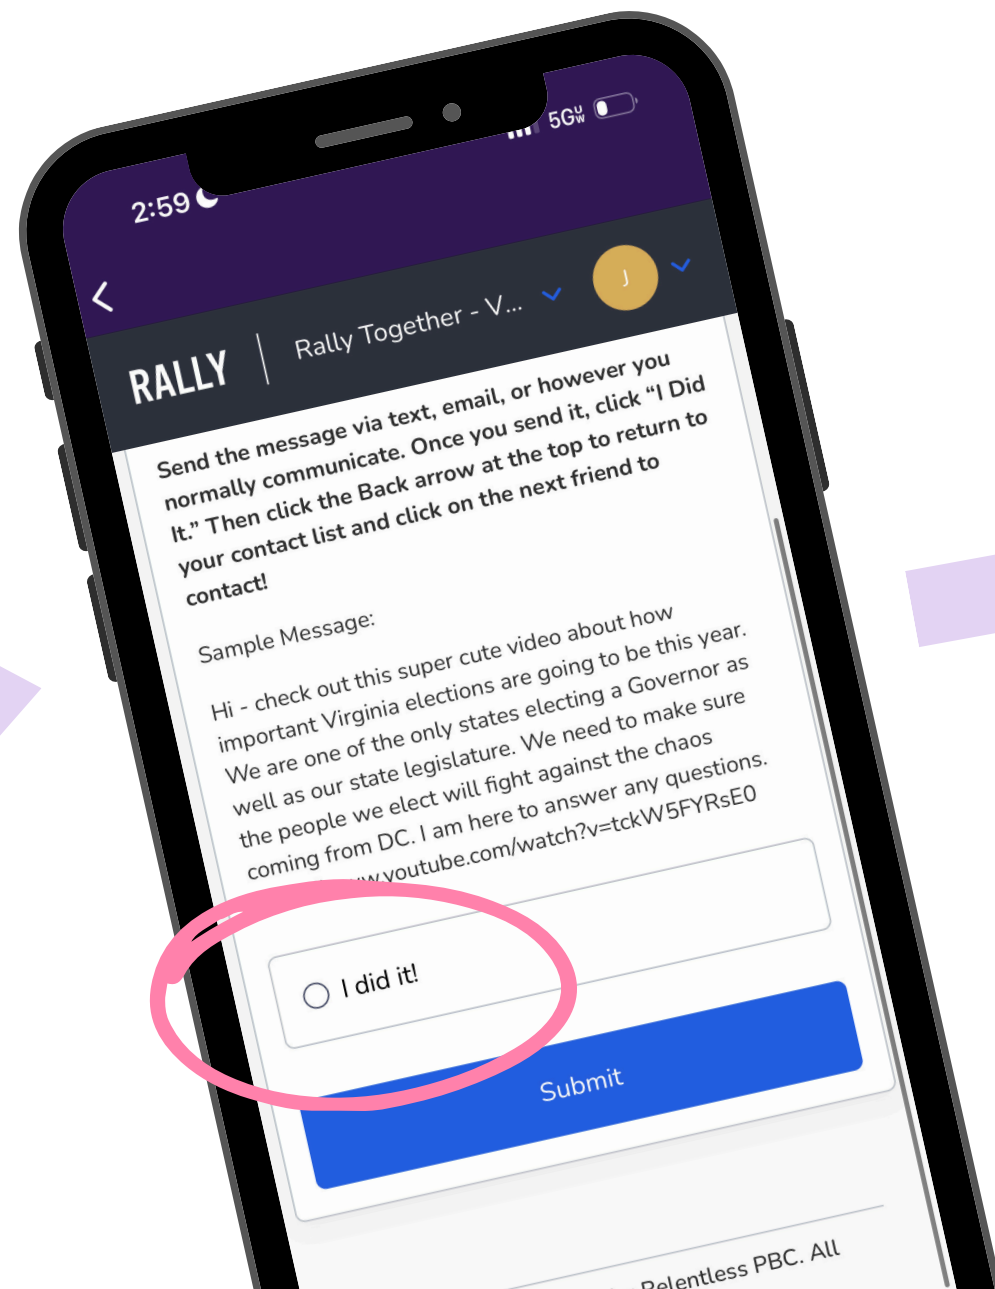 2:59
5G UW
RALLY
Rally Together - V...
J
Send the message via text, email, or however you
normally communicate. Once you send it, click “I Did
It.” Then click the Back arrow at the top to return to
your contact list and click on the next friend to
contact!
Sample Message:
Hi - check out this super cute video about how
important Virginia elections are going to be this year.
We are one of the only states electing a Governor as
well as our state legislature. We need to make sure
the people we elect will fight against the chaos
coming from DC. I am here to answer any questions.
youtube.com/watch?v=tckW5FYRsE0
I did it!
Submit
Relentless PBC. All